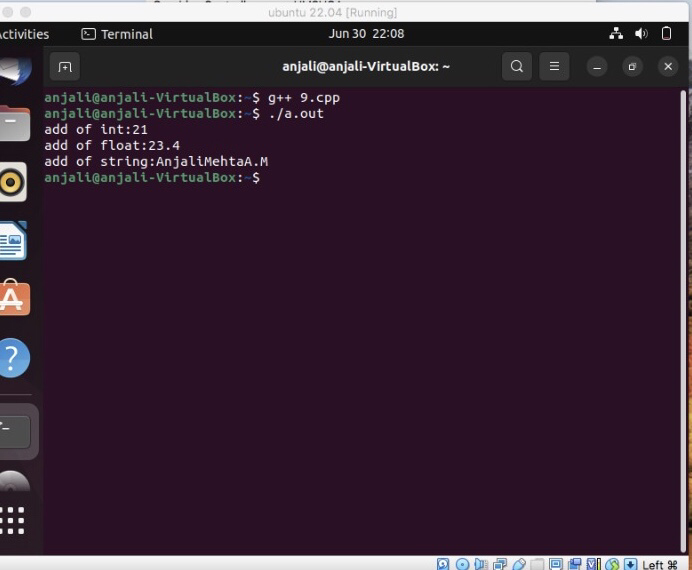 ubuntu 22.04 [Running]
Activities
Terminal
Jun 30 22:08
anjali@anjali-VirtualBox: ~
anjali@anjali-VirtualBox:~$ g++ 9.cpp
anjali@anjali-VirtualBox:~$ ./a.out
add of int:21
add of float:23.4
add of string:AnjaliMehtaA.M
anjali@anjali-VirtualBox:~$
Left ⌘